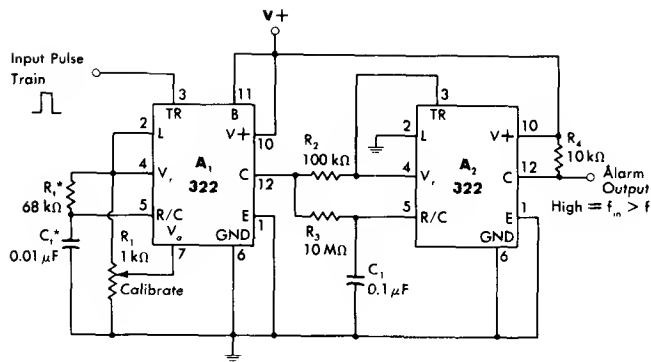 V+
Input Pulse
Train
3
TR
11
B
2
L
V+
10
A₁
322
4
Vᵣ
C
12
R₂
100 kΩ
Rₜ*
68 kΩ
5
R/C
E
1
Vₐ
GND
7
6
Cₜ*
0.01 μF
R₁
1 kΩ
Calibrate
R₃
10 MΩ
C₁
0.1 μF
3
TR
2
L
V+
10
A₂
322
4
Vᵣ
C
12
R₄
10 kΩ
5
R/C
E
1
GND
6
Alarm
Output
High = fᵢₙ > f